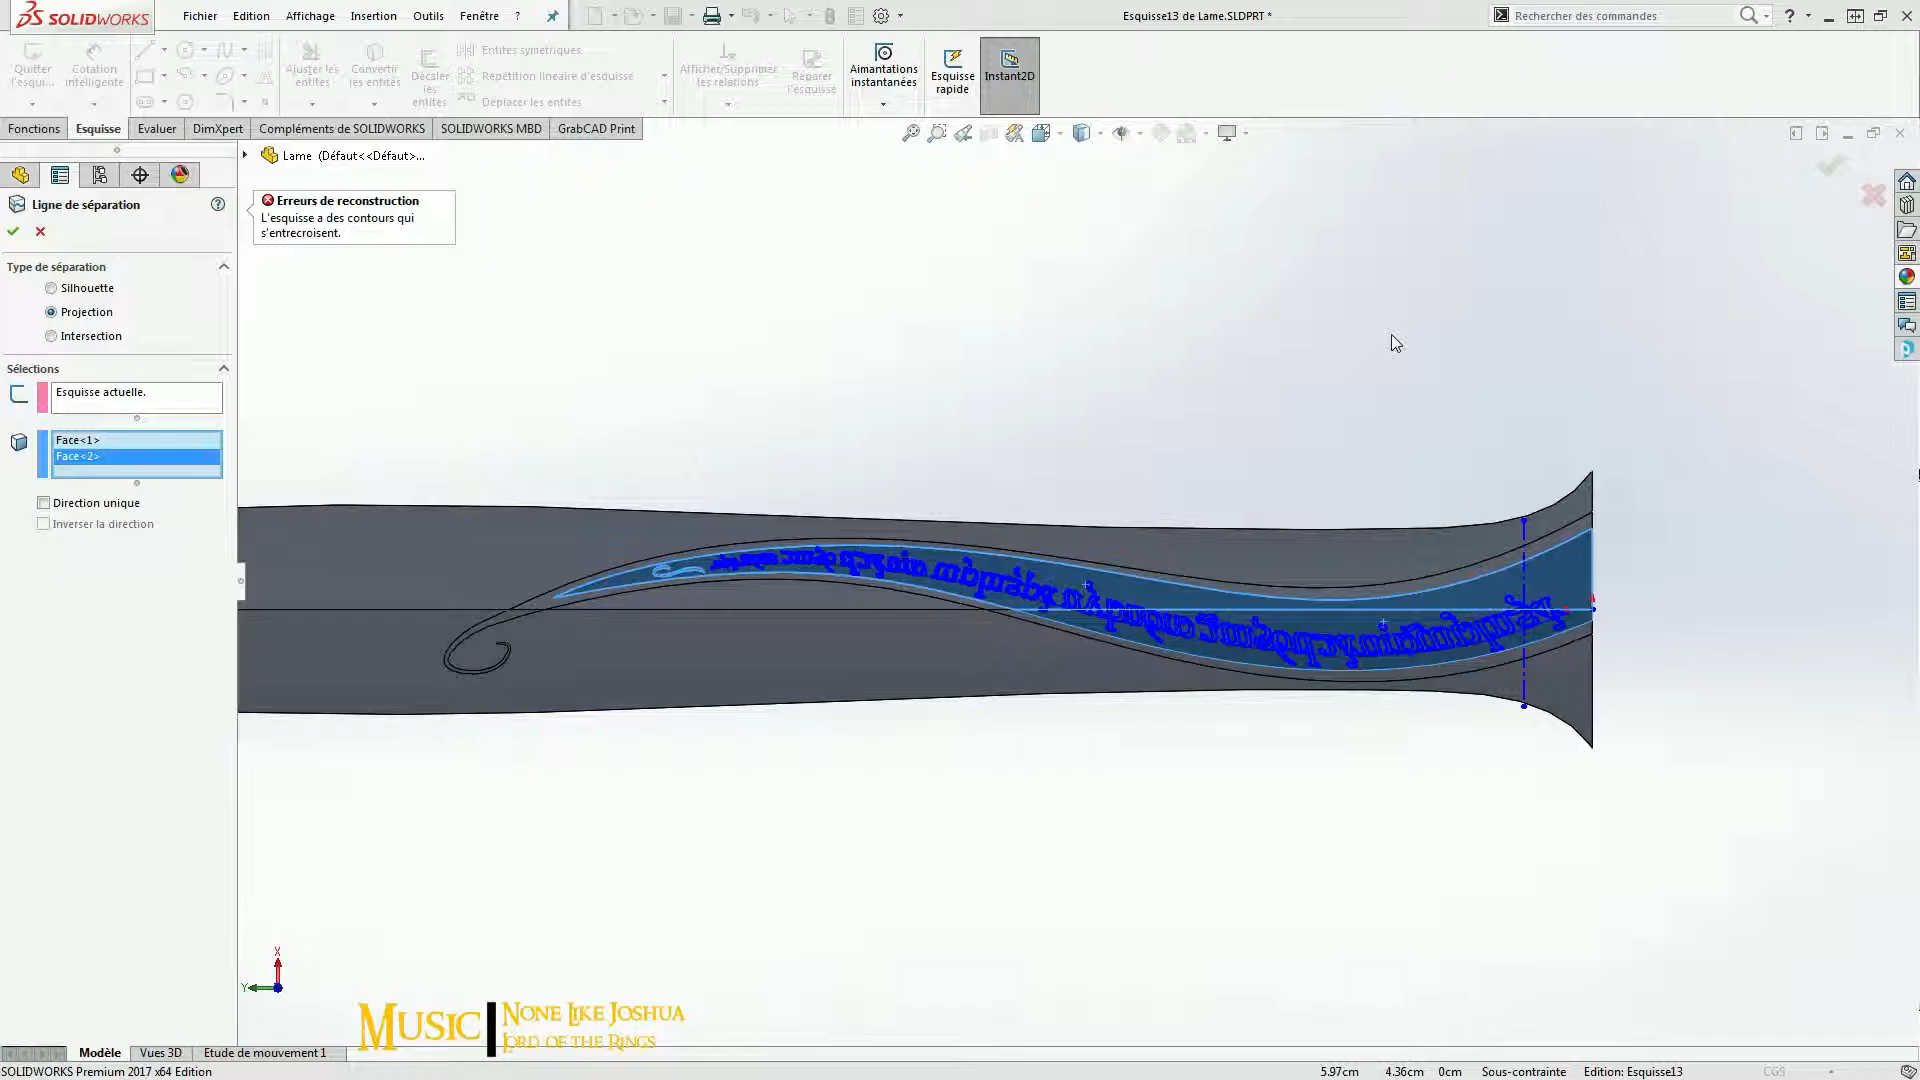 SOLIDWORKS
Fichier
Edition
Affichage
Insertion
Outils
Fenêtre
?
Esquisse13 de Lame.SLDPRT *
Rechercher des commandes
Quitter l'esqui...
Cotation intelligente
Ajuster les entités
Convertir les entités
Décaler les entités
Entités symétriques
Répétition linéaire d'esquisse
Déplacer les entités
Afficher/Supprimer les relations
Réparer l'esquisse
Aimantations instantanées
Esquisse rapide
Instant2D
Fonctions
Esquisse
Evaluer
DimXpert
Compléments de SOLIDWORKS
SOLIDWORKS MBD
GrabCAD Print
Lame (Défaut<<Défaut>...
Erreurs de reconstruction
L'esquisse a des contours qui
s'entrecroisent.
Ligne de séparation
Type de séparation
Silhouette
Projection
Intersection
Sélections
Esquisse actuelle.
Face<1>
Face<2>
Direction unique
Inverser la direction
X
Y
Music
None Like Joshua
Lord of the Rings
Modèle
Vues 3D
Etude de mouvement 1
SOLIDWORKS Premium 2017 x64 Edition
5.97cm
4.36cm
0cm
Sous-contrainte
Edition: Esquisse13
CGS